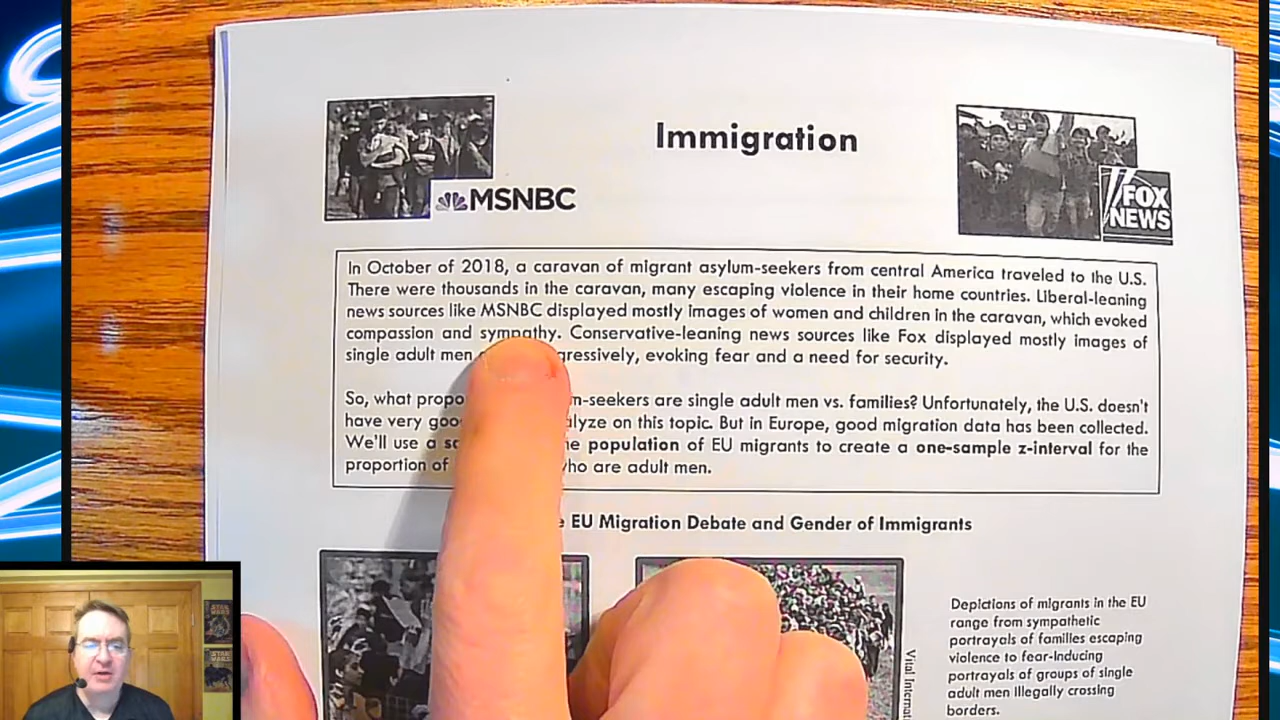 Immigration
MSNBC
FOX
NEWS
In October of 2018, a caravan of migrant asylum-seekers from central America traveled to the U.S.
There were thousands in the caravan, many escaping violence in their home countries. Liberal-leaning
news sources like MSNBC displayed mostly images of women and children in the caravan, which evoked
compassion and sympathy. Conservative-leaning news sources like Fox displayed mostly images of
single adult men evoking fear and a need for security.
So, what m-seekers are single adult men vs. families? Unfortunately, the U.S. doesn't
have very on this topic. But in Europe, good migration data has been collected.
We'll use a population of EU migrants to create a one-sample z-interval for the
proportion of who are adult men.
EU Migration Debate and Gender of Immigrants
Depictions of migrants in the EU
range from sympathetic
portrayals of families escaping
violence to fear-inducing
portrayals of groups of single
adult men illegally crossing
borders.
Vital
STAR
WARS
STAR
WARS